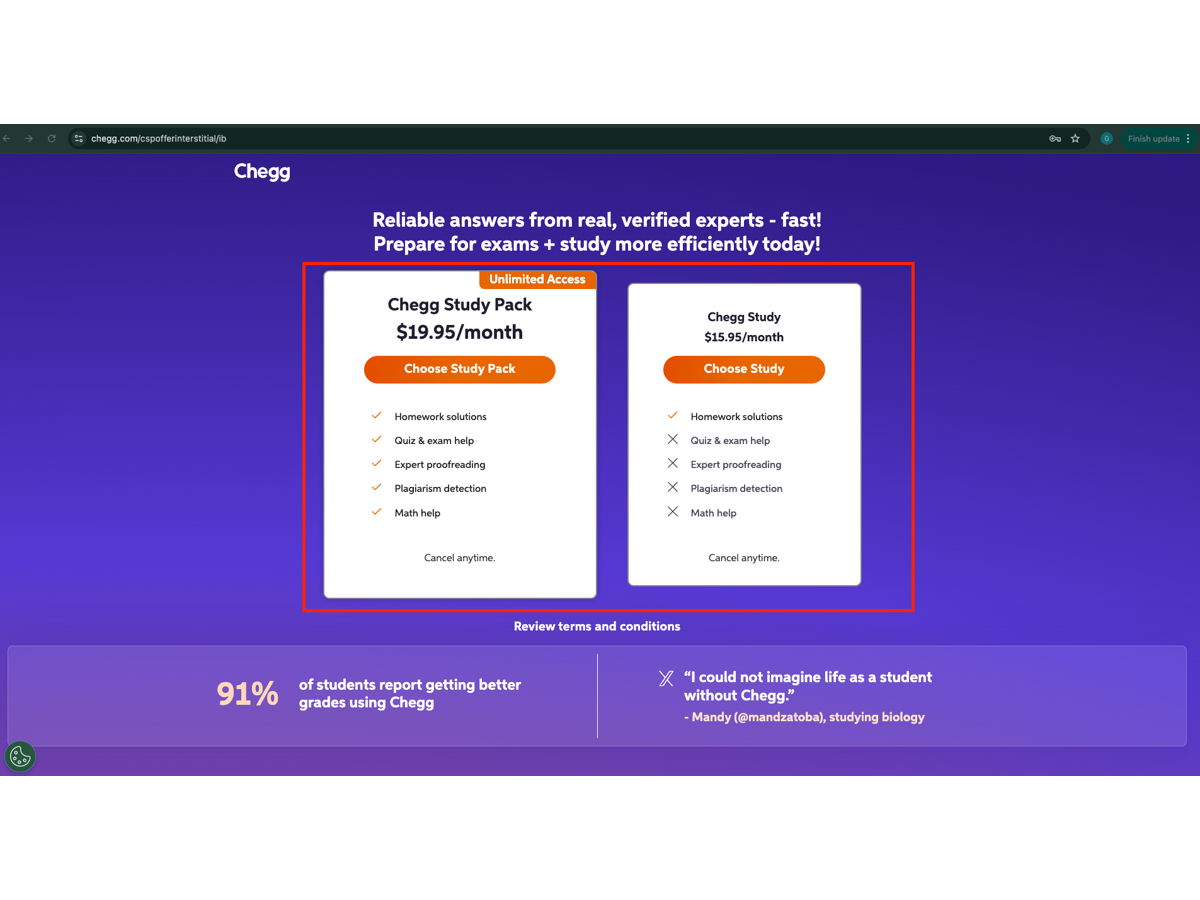 chegg.com/cspofferinterstitial/ib
G
Finish update
Chegg
Reliable answers from real, verified experts - fast!
Prepare for exams + study more efficiently today!
Unlimited Access
Chegg Study Pack
$19.95/month
Choose Study Pack
Homework solutions
Quiz & exam help
Expert proofreading
Plagiarism detection
Math help
Cancel anytime.
Chegg Study
$15.95/month
Choose Study
Homework solutions
Quiz & exam help
Expert proofreading
Plagiarism detection
Math help
Cancel anytime.
Review terms and conditions
91%
of students report getting better
grades using Chegg
“I could not imagine life as a student
without Chegg.”
- Mandy (@mandzatoba), studying biology